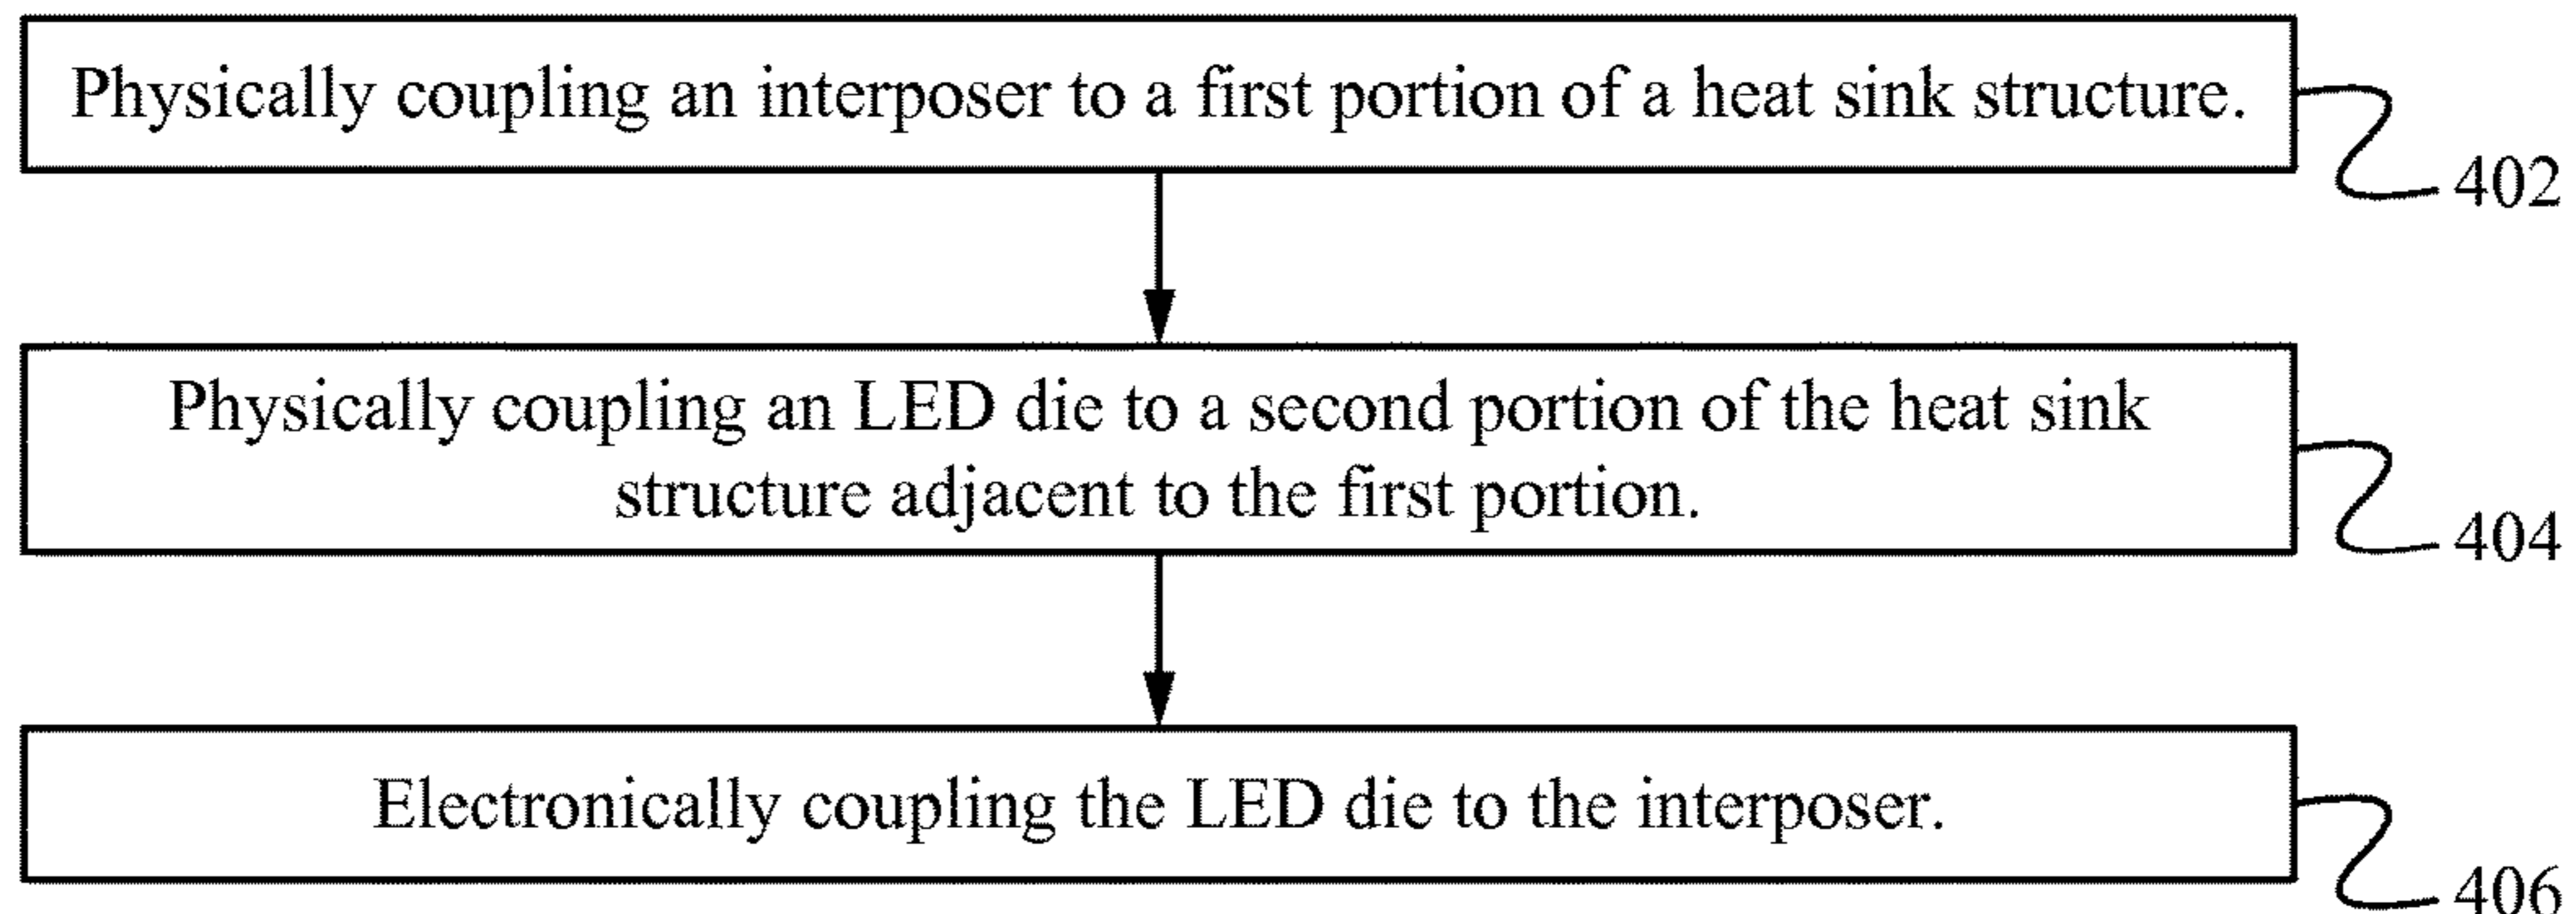 Physically coupling an interposer to a first portion of a heat sink structure.
402
Physically coupling an LED die to a second portion of the heat sink
structure adjacent to the first portion.
404
Electronically coupling the LED die to the interposer.
406